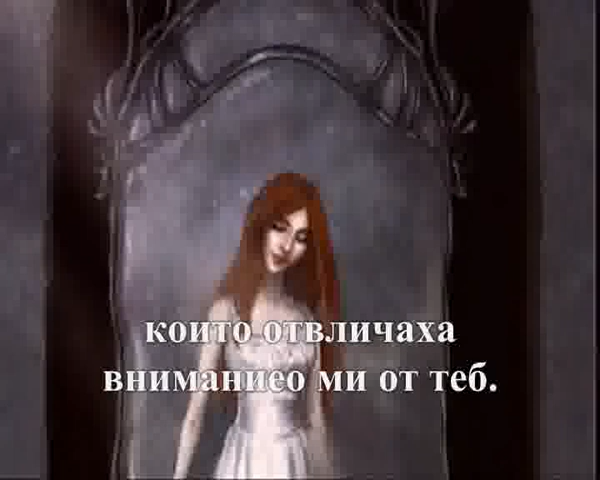 които отвличаха
вниманиео ми от теб.